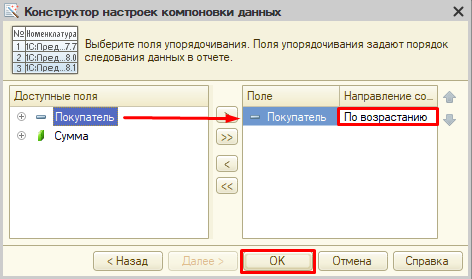 Конструктор настроек компоновки данных
№ Номенклатура
1 1С:Пред...7.7
2 1С:Пред...8.0
3 1С:Пред...8.1
Выберите поля упорядочивания. Поля упорядочивания задают порядок
следования данных в отчете.
Доступные поля
Покупатель
Сумма
>>
<
<<
Поле Направление со...
Покупатель По возрастанию
< Назад Далее > OK Отмена Справка